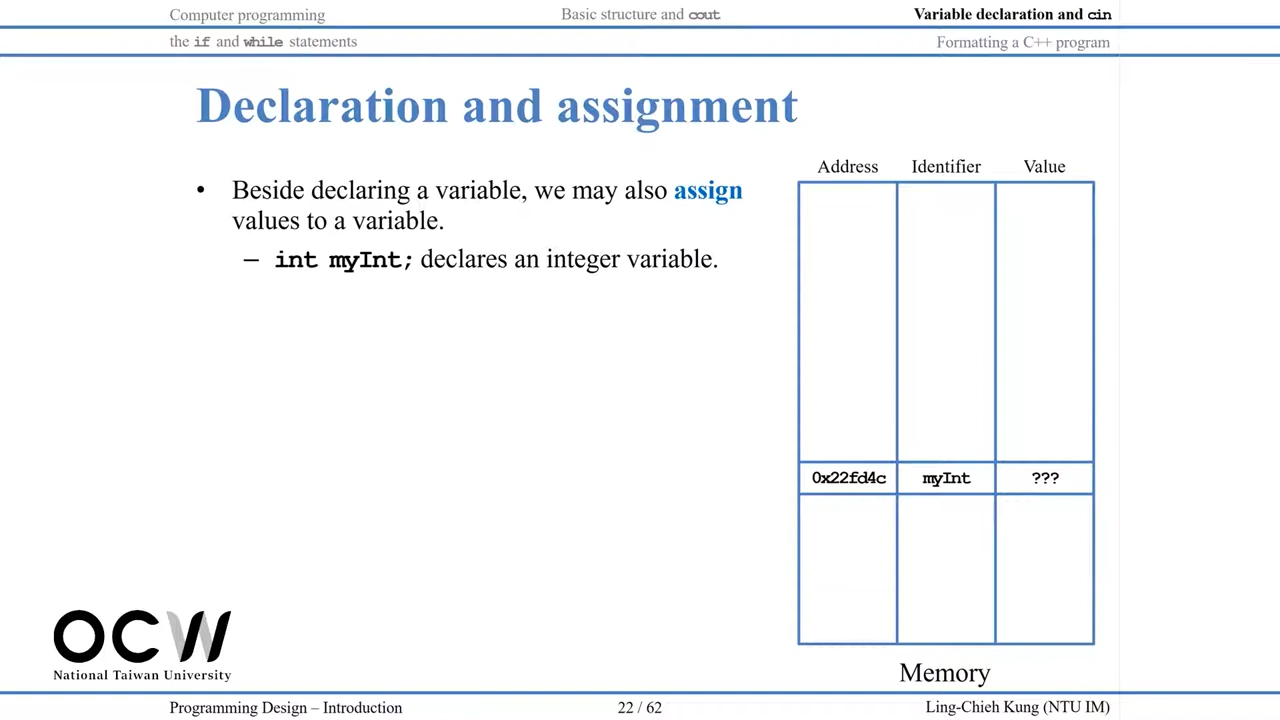 Computer programming
Basic structure and cout
Variable declaration and cin
the if and while statements
Formatting a C++ program
Declaration and assignment
• Beside declaring a variable, we may also assign
values to a variable.
– int myInt; declares an integer variable.
Address Identifier Value
0x22fd4c myInt ???
Memory
OCW
National Taiwan University
Programming Design – Introduction
22 / 62
Ling-Chieh Kung (NTU IM)